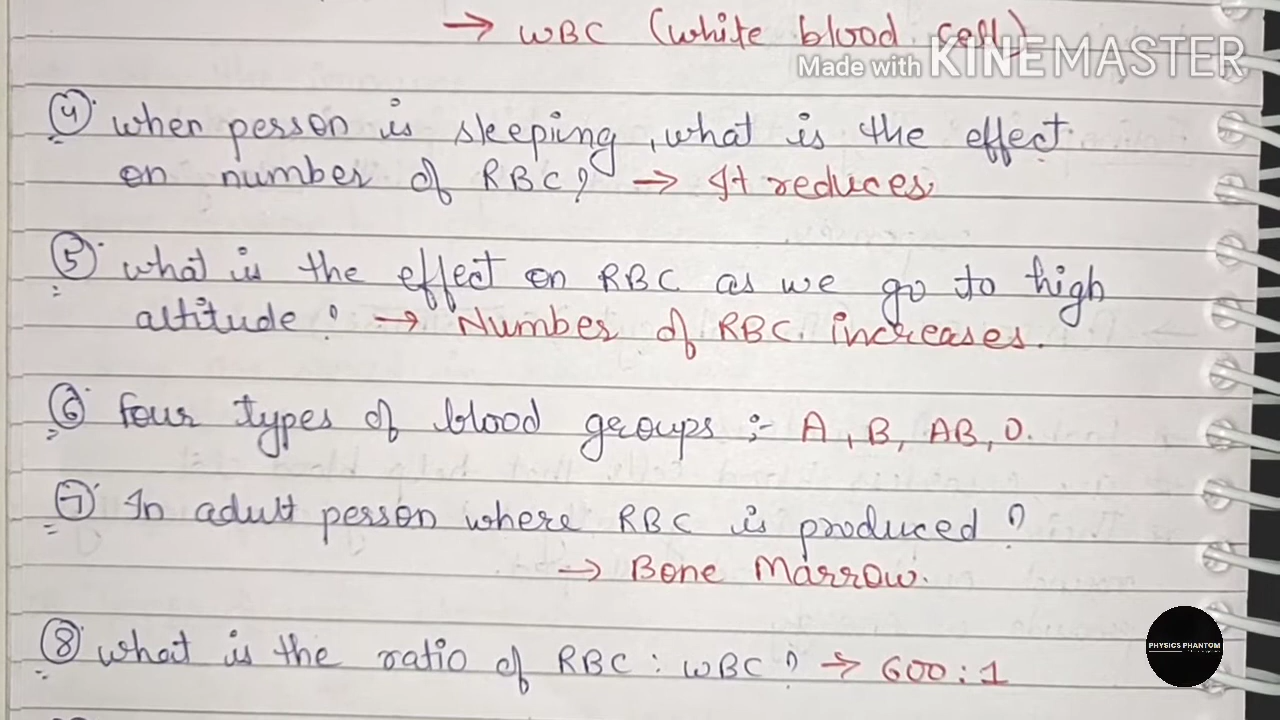 → WBC (white blood cell)
Made with KINEMASTER
④ when person is sleeping, what is the effect
on number of RBC? → It reduces
⑤ what is the effect on RBC as we go to high
altitude? → Number of RBC increases.
⑥ four types of blood groups :- A, B, AB, O.
⑦ In adult person where RBC is produced?
→ Bone Marrow.
⑧ what is the ratio of RBC : WBC? → 600:1
PHYSICS PHANTOM